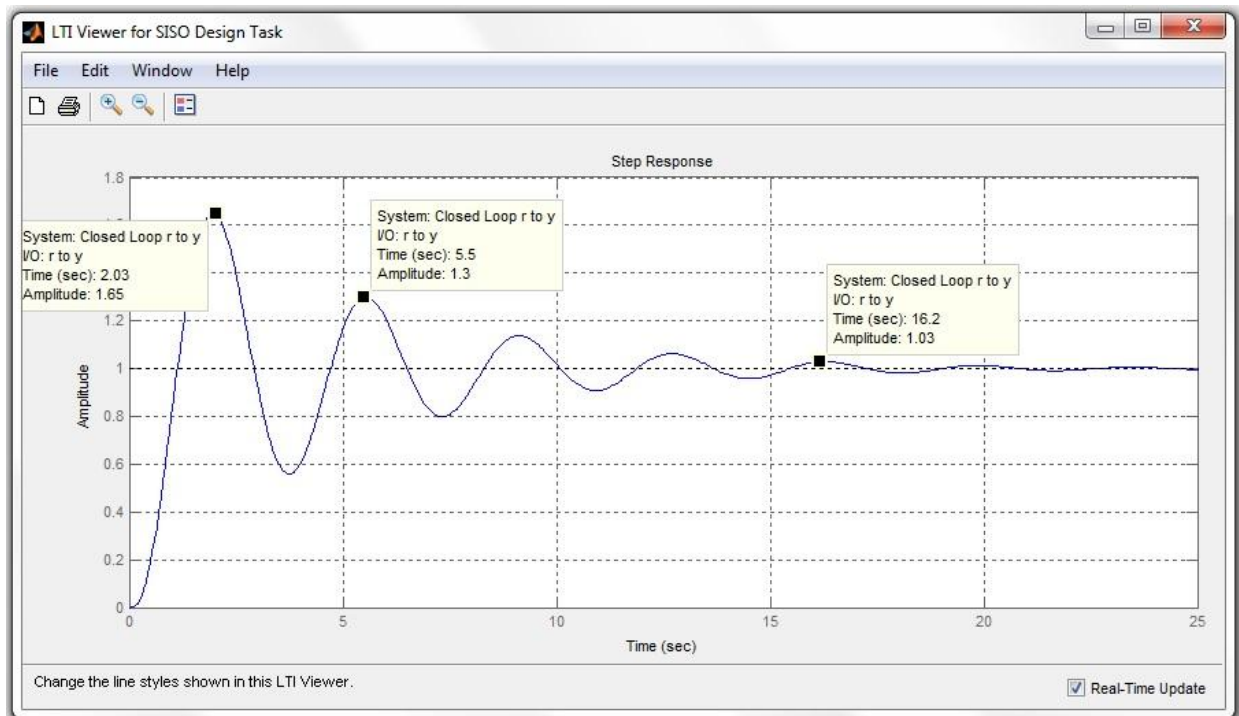 LTI Viewer for SISO Design Task
File Edit Window Help
Step Response
1.8
System: Closed Loop r to y
I/O: r to y
Time (sec): 2.03
Amplitude: 1.65
System: Closed Loop r to y
I/O: r to y
Time (sec): 5.5
Amplitude: 1.3
System: Closed Loop r to y
I/O: r to y
Time (sec): 16.2
Amplitude: 1.03
1.2
1
0.8
0.6
0.4
0.2
0
Amplitude
0 5 10 15 20 25
Time (sec)
Change the line styles shown in this LTI Viewer.
Real-Time Update